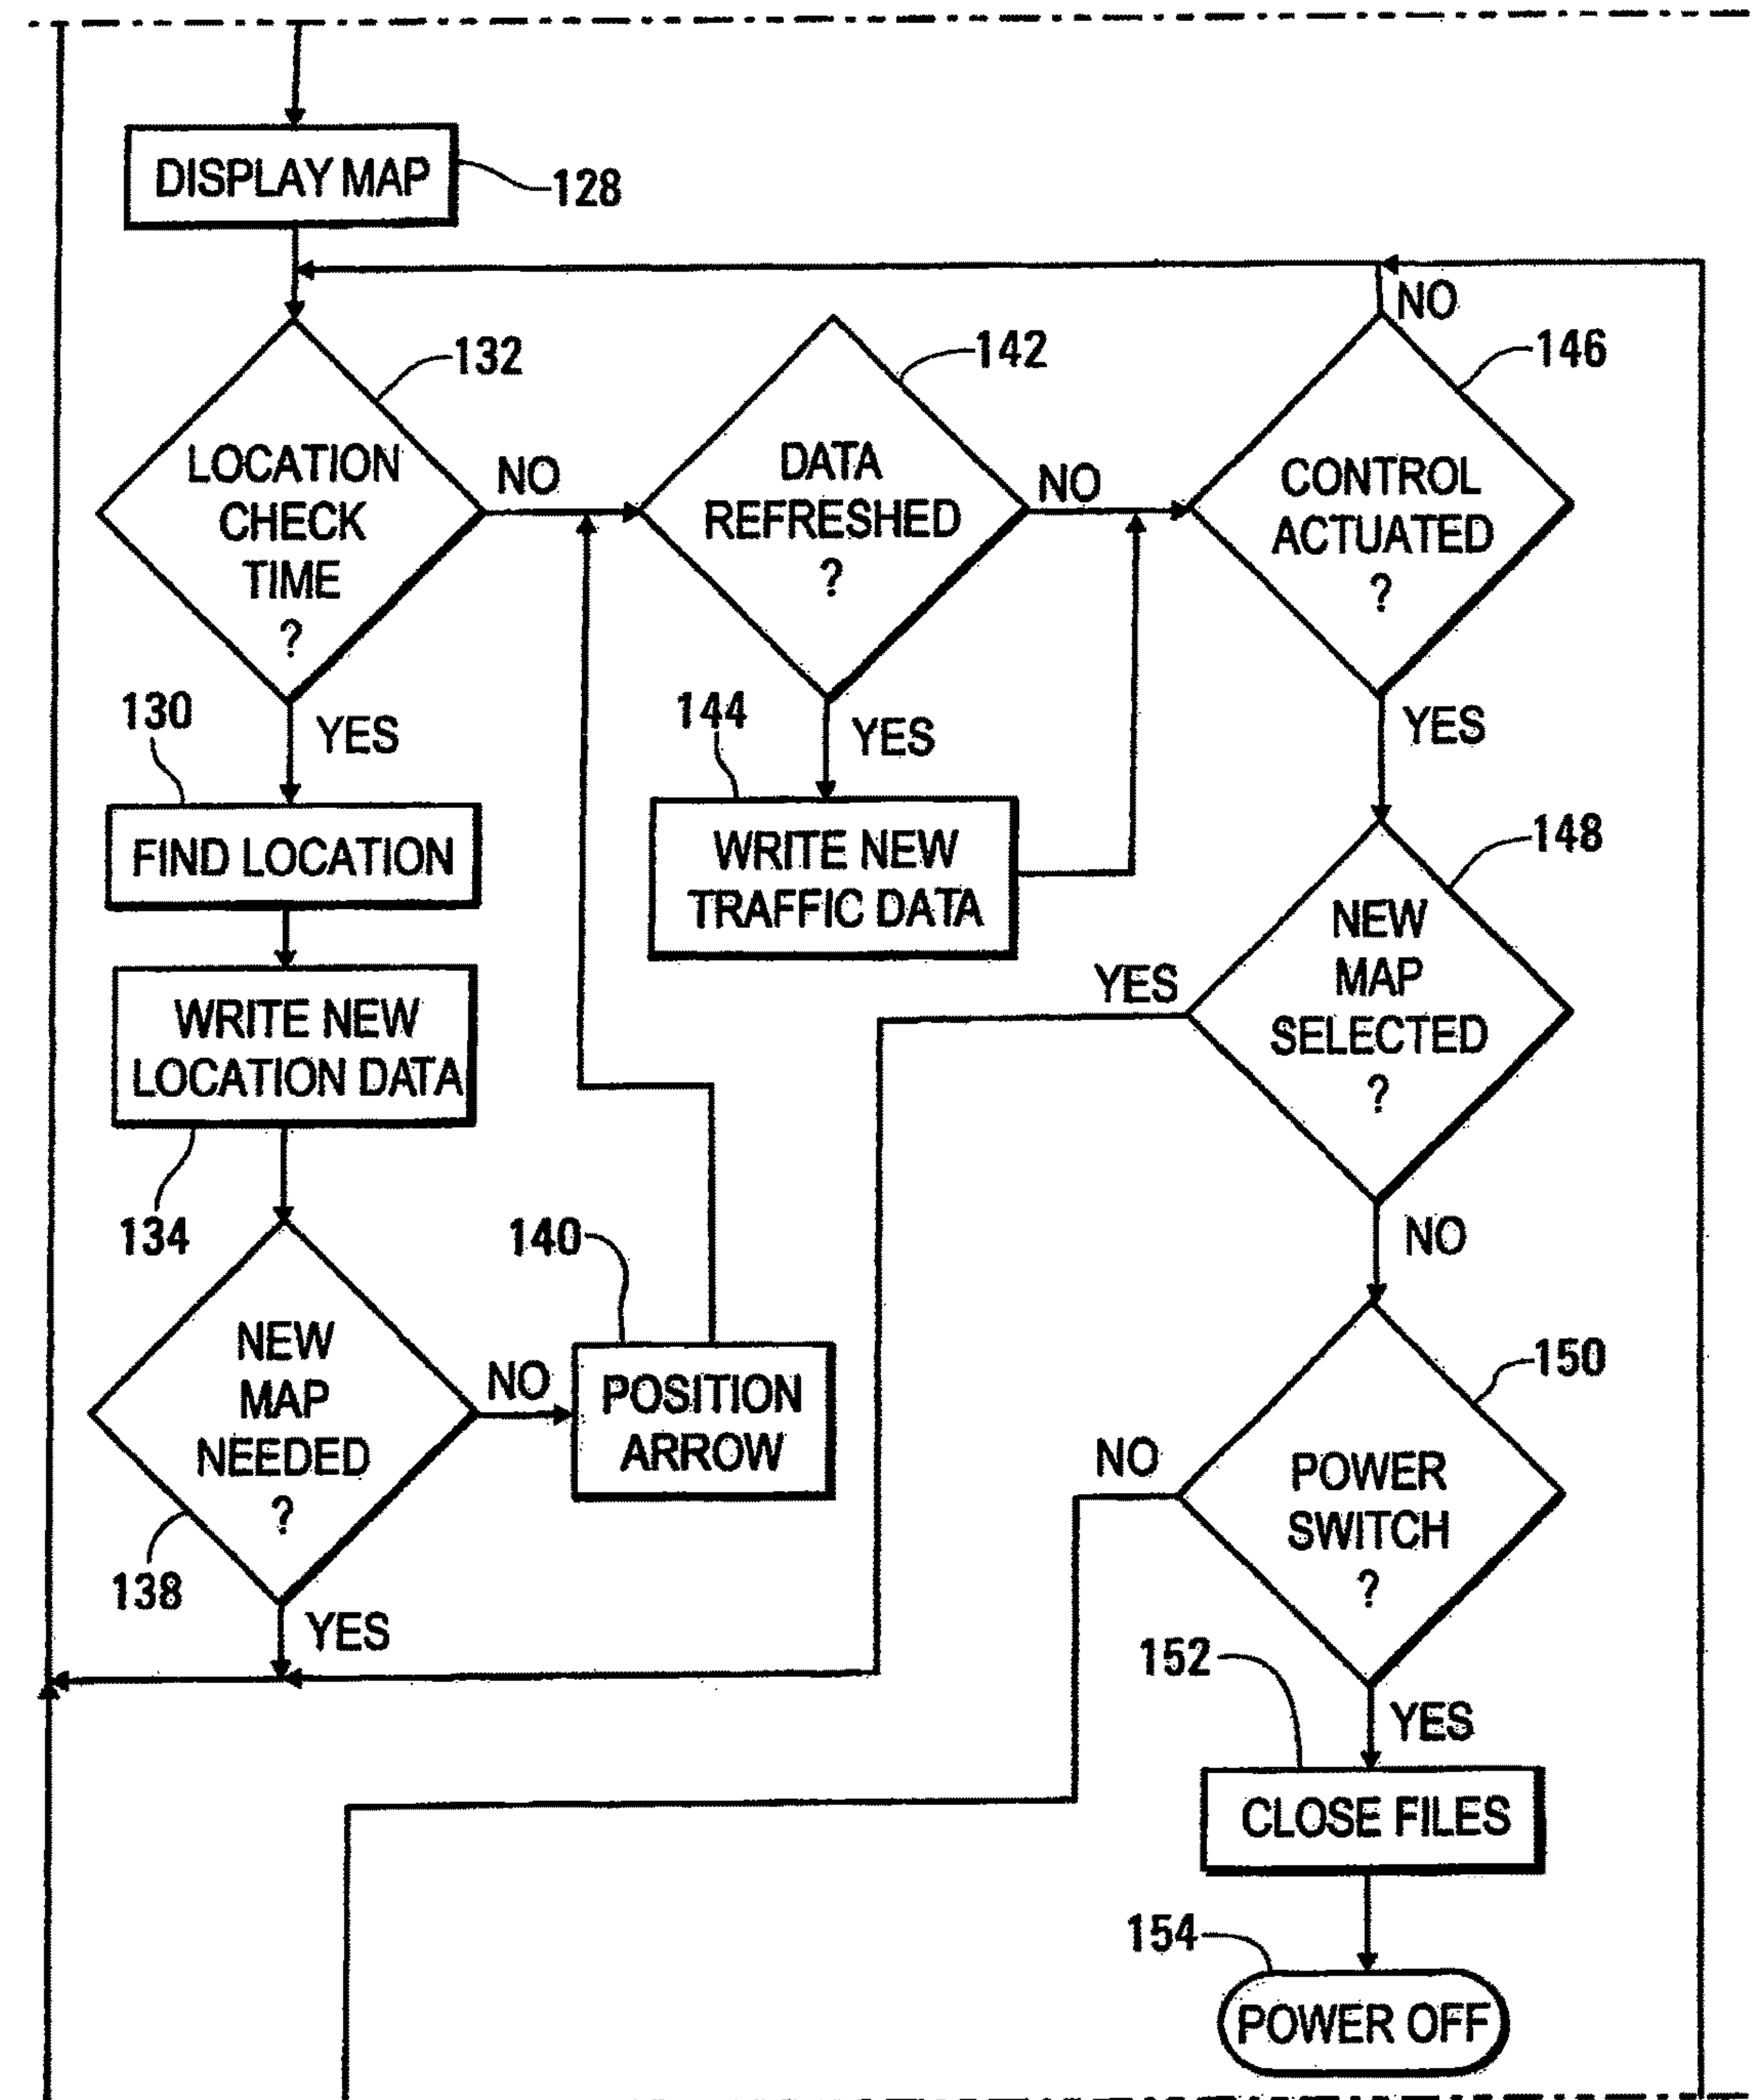 DISPLAY MAP
128
NO
132
142
146
LOCATION
CHECK
TIME
?
NO
DATA
REFRESHED
?
NO
CONTROL
ACTUATED
?
130
YES
144
YES
YES
FIND LOCATION
WRITE NEW
TRAFFIC DATA
148
NEW
MAP
SELECTED
?
YES
WRITE NEW
LOCATION DATA
134
140
NO
NEW
MAP
NEEDED
?
NO
POSITION
ARROW
150
NO
POWER
SWITCH
?
138
YES
152
YES
CLOSE FILES
154
POWER OFF